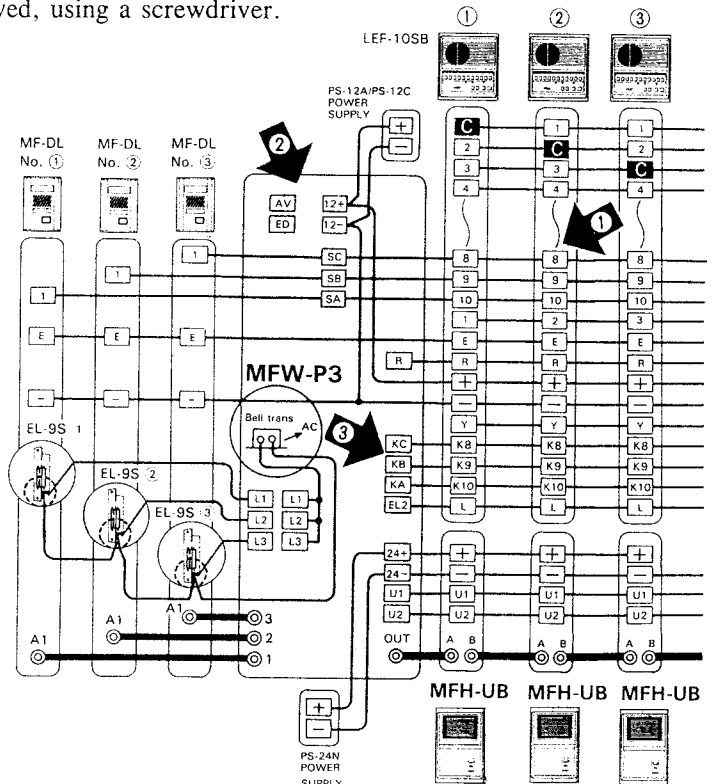 ved, using a screwdriver.
① ② ③
LEF-10SB
PS-12A/PS-12C
POWER
SUPPLY
+
−
MF-DL
No. ①
MF-DL
No. ②
MF-DL
No. ③
②
①
③
AV 12+
ED 12−
C 1 1
2 C 2
3 3 C
4 4 4
1 SC 8 8 8
1 SB 9 9 9
1 SA 10 10 10
1 2 3
E E E E E E
R R R R
+ + +
− − − − − −
Y Y Y
MFW-P3
Bell trans
AC
KC K8 K8 K8
KB K9 K9 K9
KA K10 K10 K10
EL2 L L L
EL-9S 1
EL-9S ②
EL-9S 3
L1 L1
L2 L2
L3 L3
24+ + + +
24− − − −
U1 U1 U1 U1
U2 U2 U2 U2
A1 3
A1 2
A1 1
OUT A B A B A B
MFH-UB MFH-UB MFH-UB
+
−
PS-24N
POWER
SUPPLY